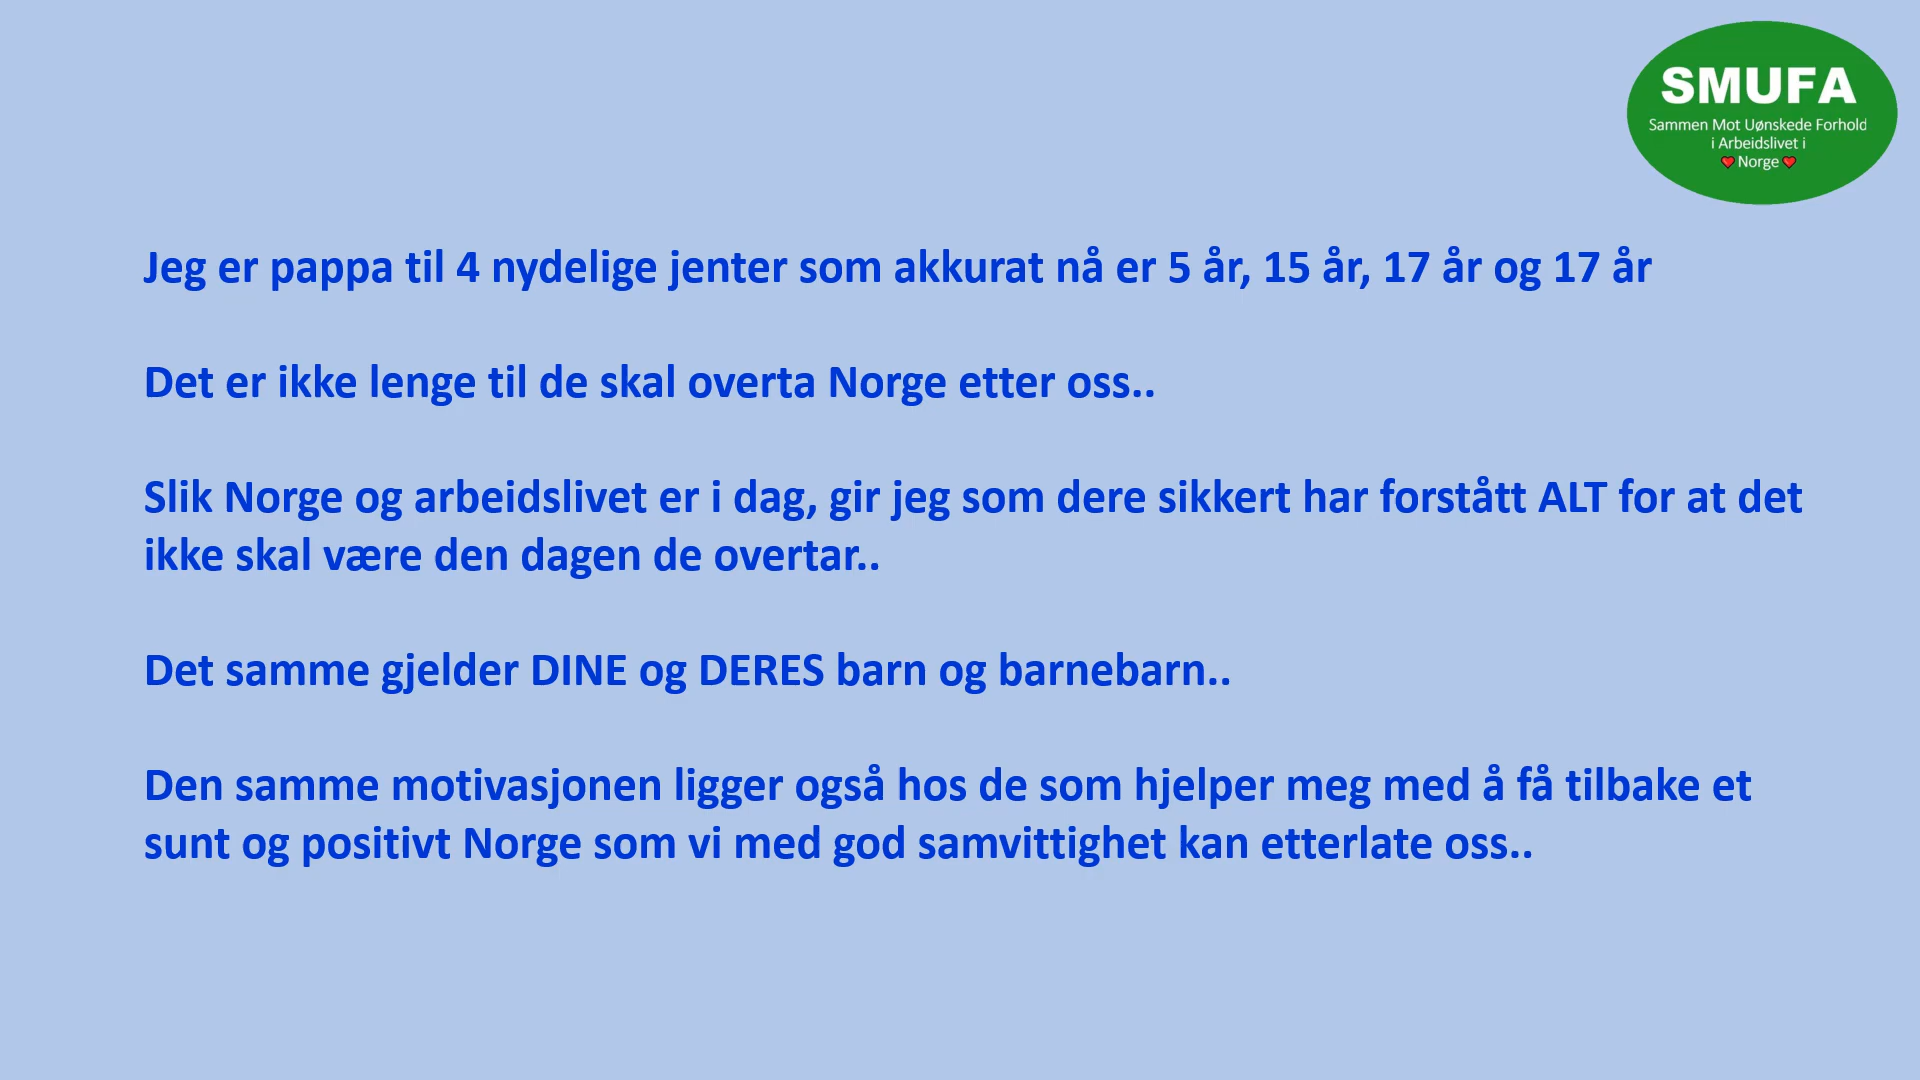 SMUFA
Sammen Mot Uønskede Forhold
i Arbeidslivet i
❤️ Norge ❤️
Jeg er pappa til 4 nydelige jenter som akkurat nå er 5 år, 15 år, 17 år og 17 år
Det er ikke lenge til de skal overta Norge etter oss..
Slik Norge og arbeidslivet er i dag, gir jeg som dere sikkert har forstått ALT for at det
ikke skal være den dagen de overtar..
Det samme gjelder DINE og DERES barn og barnebarn..
Den samme motivasjonen ligger også hos de som hjelper meg med å få tilbake et
sunt og positivt Norge som vi med god samvittighet kan etterlate oss..